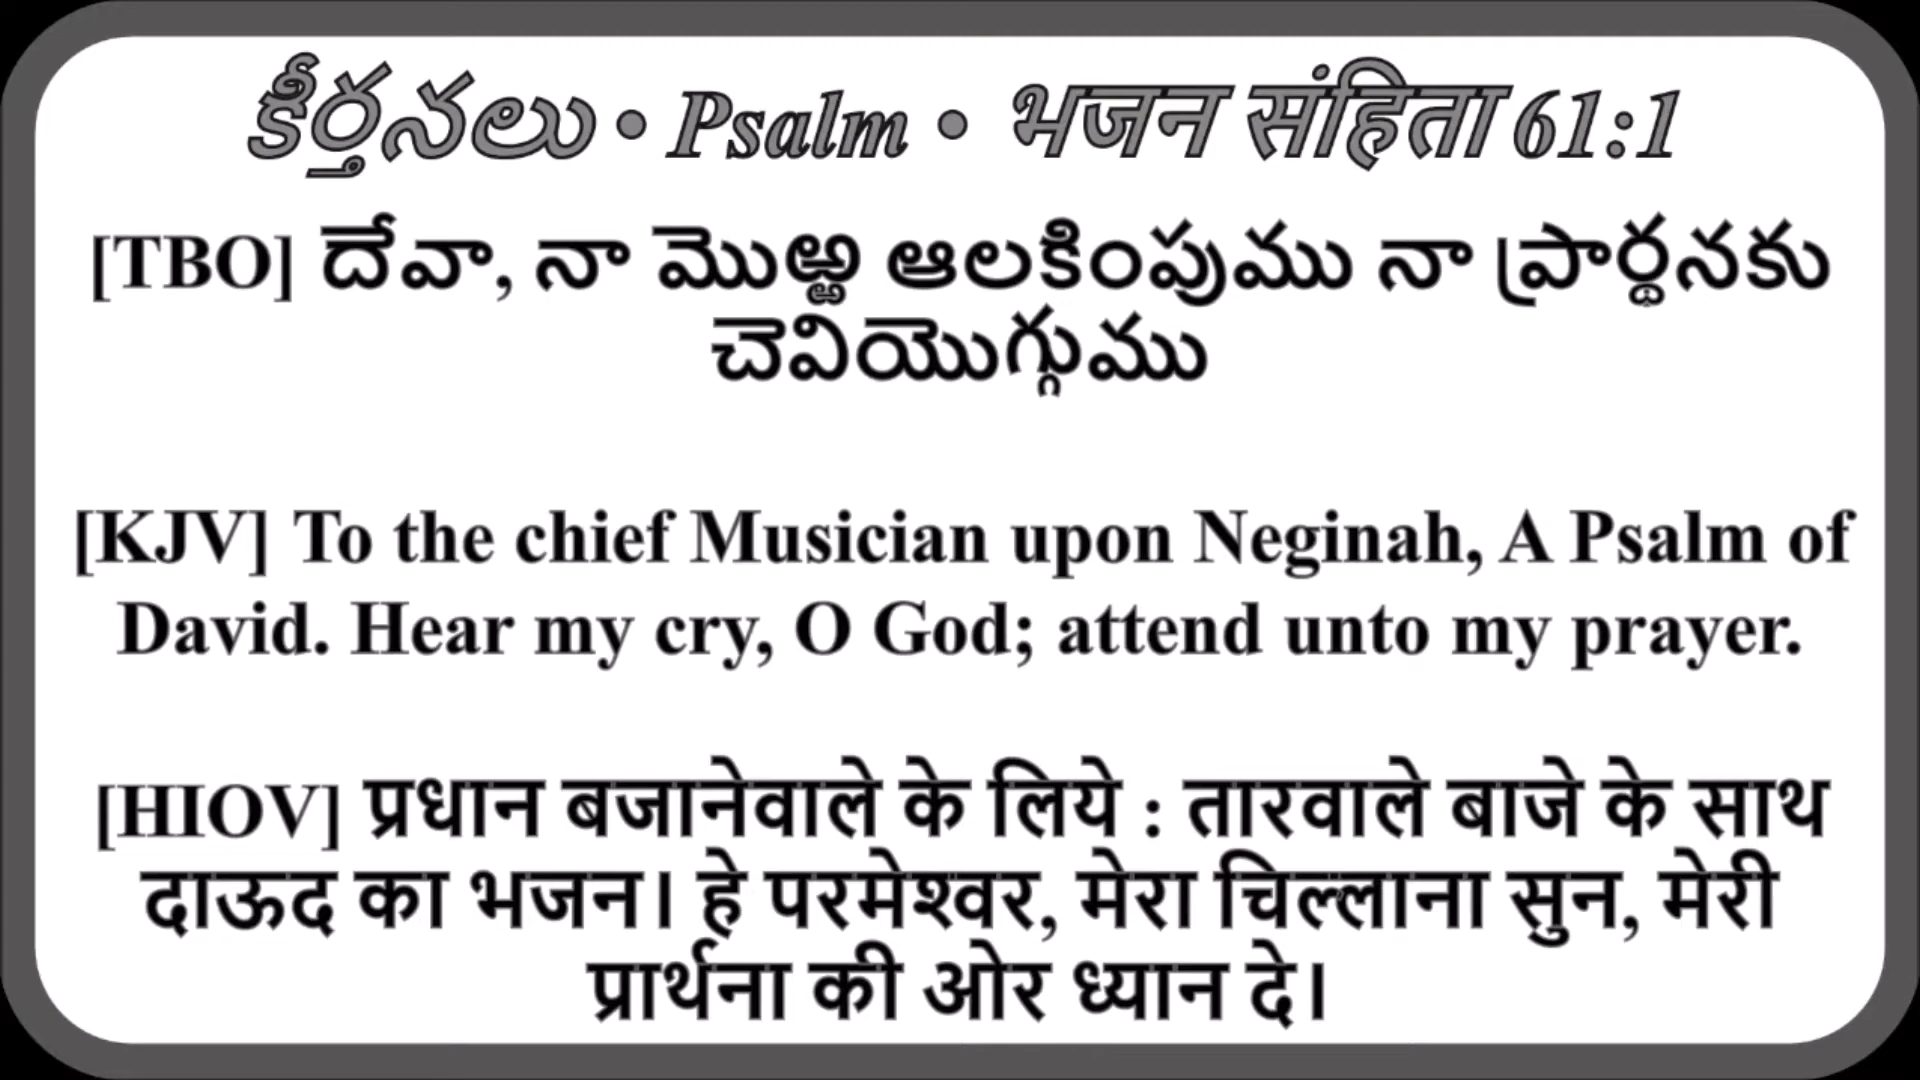 కీర్తనలు • Psalm • भजन संहिता 61:1
[TBO] దేవా, నా మొఱ్ఱ ఆలకింపుము నా ప్రార్థనకు
చెవియొగ్గుము
[KJV] To the chief Musician upon Neginah, A Psalm of
David. Hear my cry, O God; attend unto my prayer.
[HIOV] प्रधान बजानेवाले के लिये : तारवाले बाजे के साथ
दाऊद का भजन। हे परमेश्वर, मेरा चिल्लाना सुन, मेरी
प्रार्थना की ओर ध्यान दे।